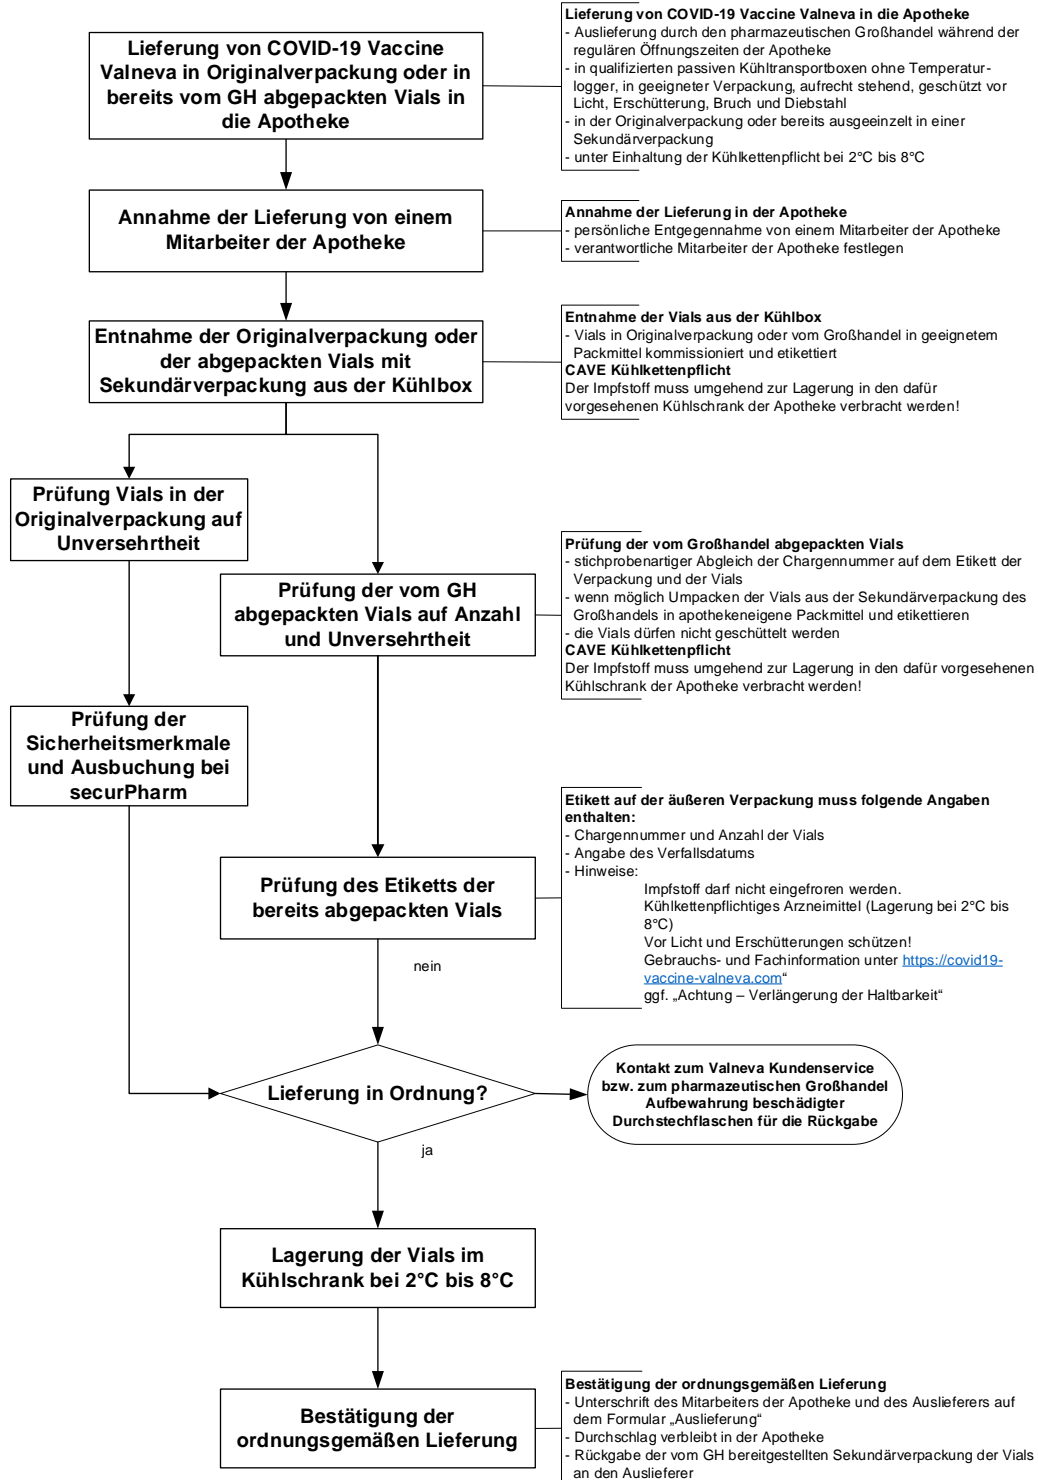 Lieferung von COVID-19 Vaccine
Valneva in Originalverpackung oder in
bereits vom GH abgepackten Vials in
die Apotheke
Lieferung von COVID-19 Vaccine Valneva in die Apotheke
- Auslieferung durch den pharmazeutischen Großhandel während der
regulären Öffnungszeiten der Apotheke
- in qualifizierten passiven Kühltransportboxen ohne Temperatur-
logger, in geeigneter Verpackung, aufrecht stehend, geschützt vor
Licht, Erschütterung, Bruch und Diebstahl
- in der Originalverpackung oder bereits ausgeeinzelt in einer
Sekundärverpackung
- unter Einhaltung der Kühlkettenpflicht bei 2°C bis 8°C
Annahme der Lieferung von einem
Mitarbeiter der Apotheke
Annahme der Lieferung in der Apotheke
- persönliche Entgegennahme von einem Mitarbeiter der Apotheke
- verantwortliche Mitarbeiter der Apotheke festlegen
Entnahme der Originalverpackung oder
der abgepackten Vials mit
Sekundärverpackung aus der Kühlbox
Entnahme der Vials aus der Kühlbox
- Vials in Originalverpackung oder vom Großhandel in geeignetem
Packmittel kommissioniert und etikettiert
CAVE Kühlkettenpflicht
Der Impfstoff muss umgehend zur Lagerung in den dafür
vorgesehenen Kühlschrank der Apotheke verbracht werden!
Prüfung Vials in der
Originalverpackung auf
Unversehrtheit
Prüfung der vom GH
abgepackten Vials auf Anzahl
und Unversehrtheit
Prüfung der vom Großhandel abgepackten Vials
- stichprobenartiger Abgleich der Chargennummer auf dem Etikett der
Verpackung und der Vials
- wenn möglich Umpacken der Vials aus der Sekundärverpackung des
Großhandels in apothekeneigene Packmittel und etikettieren
- die Vials dürfen nicht geschüttelt werden
CAVE Kühlkettenpflicht
Der Impfstoff muss umgehend zur Lagerung in den dafür vorgesehenen
Kühlschrank der Apotheke verbracht werden!
Prüfung der
Sicherheitsmerkmale
und Ausbuchung bei
securPharm
Prüfung des Etiketts der
bereits abgepackten Vials
Etikett auf der äußeren Verpackung muss folgende Angaben
enthalten:
- Chargennummer und Anzahl der Vials
- Angabe des Verfallsdatums
- Hinweise:
Impfstoff darf nicht eingefroren werden.
Kühlkettenpflichtiges Arzneimittel (Lagerung bei 2°C bis
8°C)
Vor Licht und Erschütterungen schützen!
Gebrauchs- und Fachinformation unter https://covid19-
vaccine-valneva.com“
ggf. „Achtung – Verlängerung der Haltbarkeit“
nein
Lieferung in Ordnung?
Kontakt zum Valneva Kundenservice
bzw. zum pharmazeutischen Großhandel
Aufbewahrung beschädigter
Durchstechflaschen für die Rückgabe
ja
Lagerung der Vials im
Kühlschrank bei 2°C bis 8°C
Bestätigung der
ordnungsgemäßen Lieferung
Bestätigung der ordnungsgemäßen Lieferung
- Unterschrift des Mitarbeiters der Apotheke und des Auslieferers auf
dem Formular „Auslieferung“
- Durchschlag verbleibt in der Apotheke
- Rückgabe der vom GH bereitgestellten Sekundärverpackung der Vials
an den Auslieferer